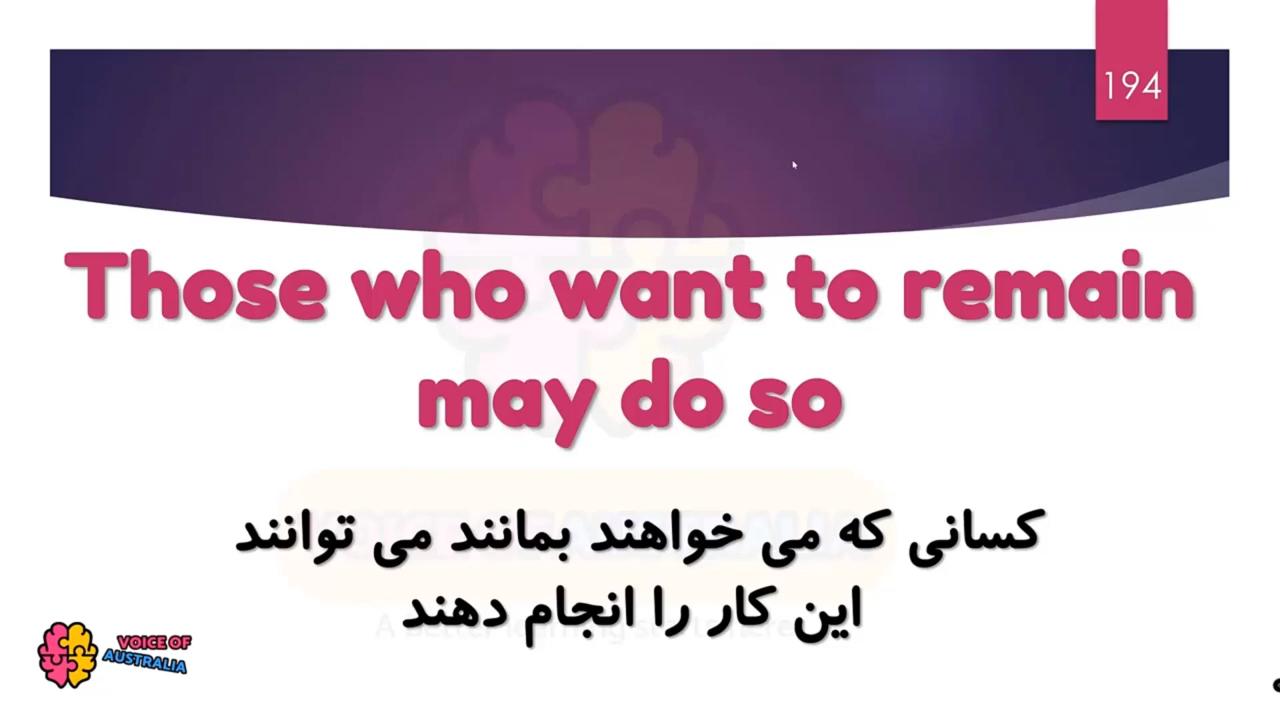 194
Those who want to remain
may do so
کسانی که می خواهند بمانند می توانند
این کار را انجام دهند
VOICE OF
AUSTRALIA